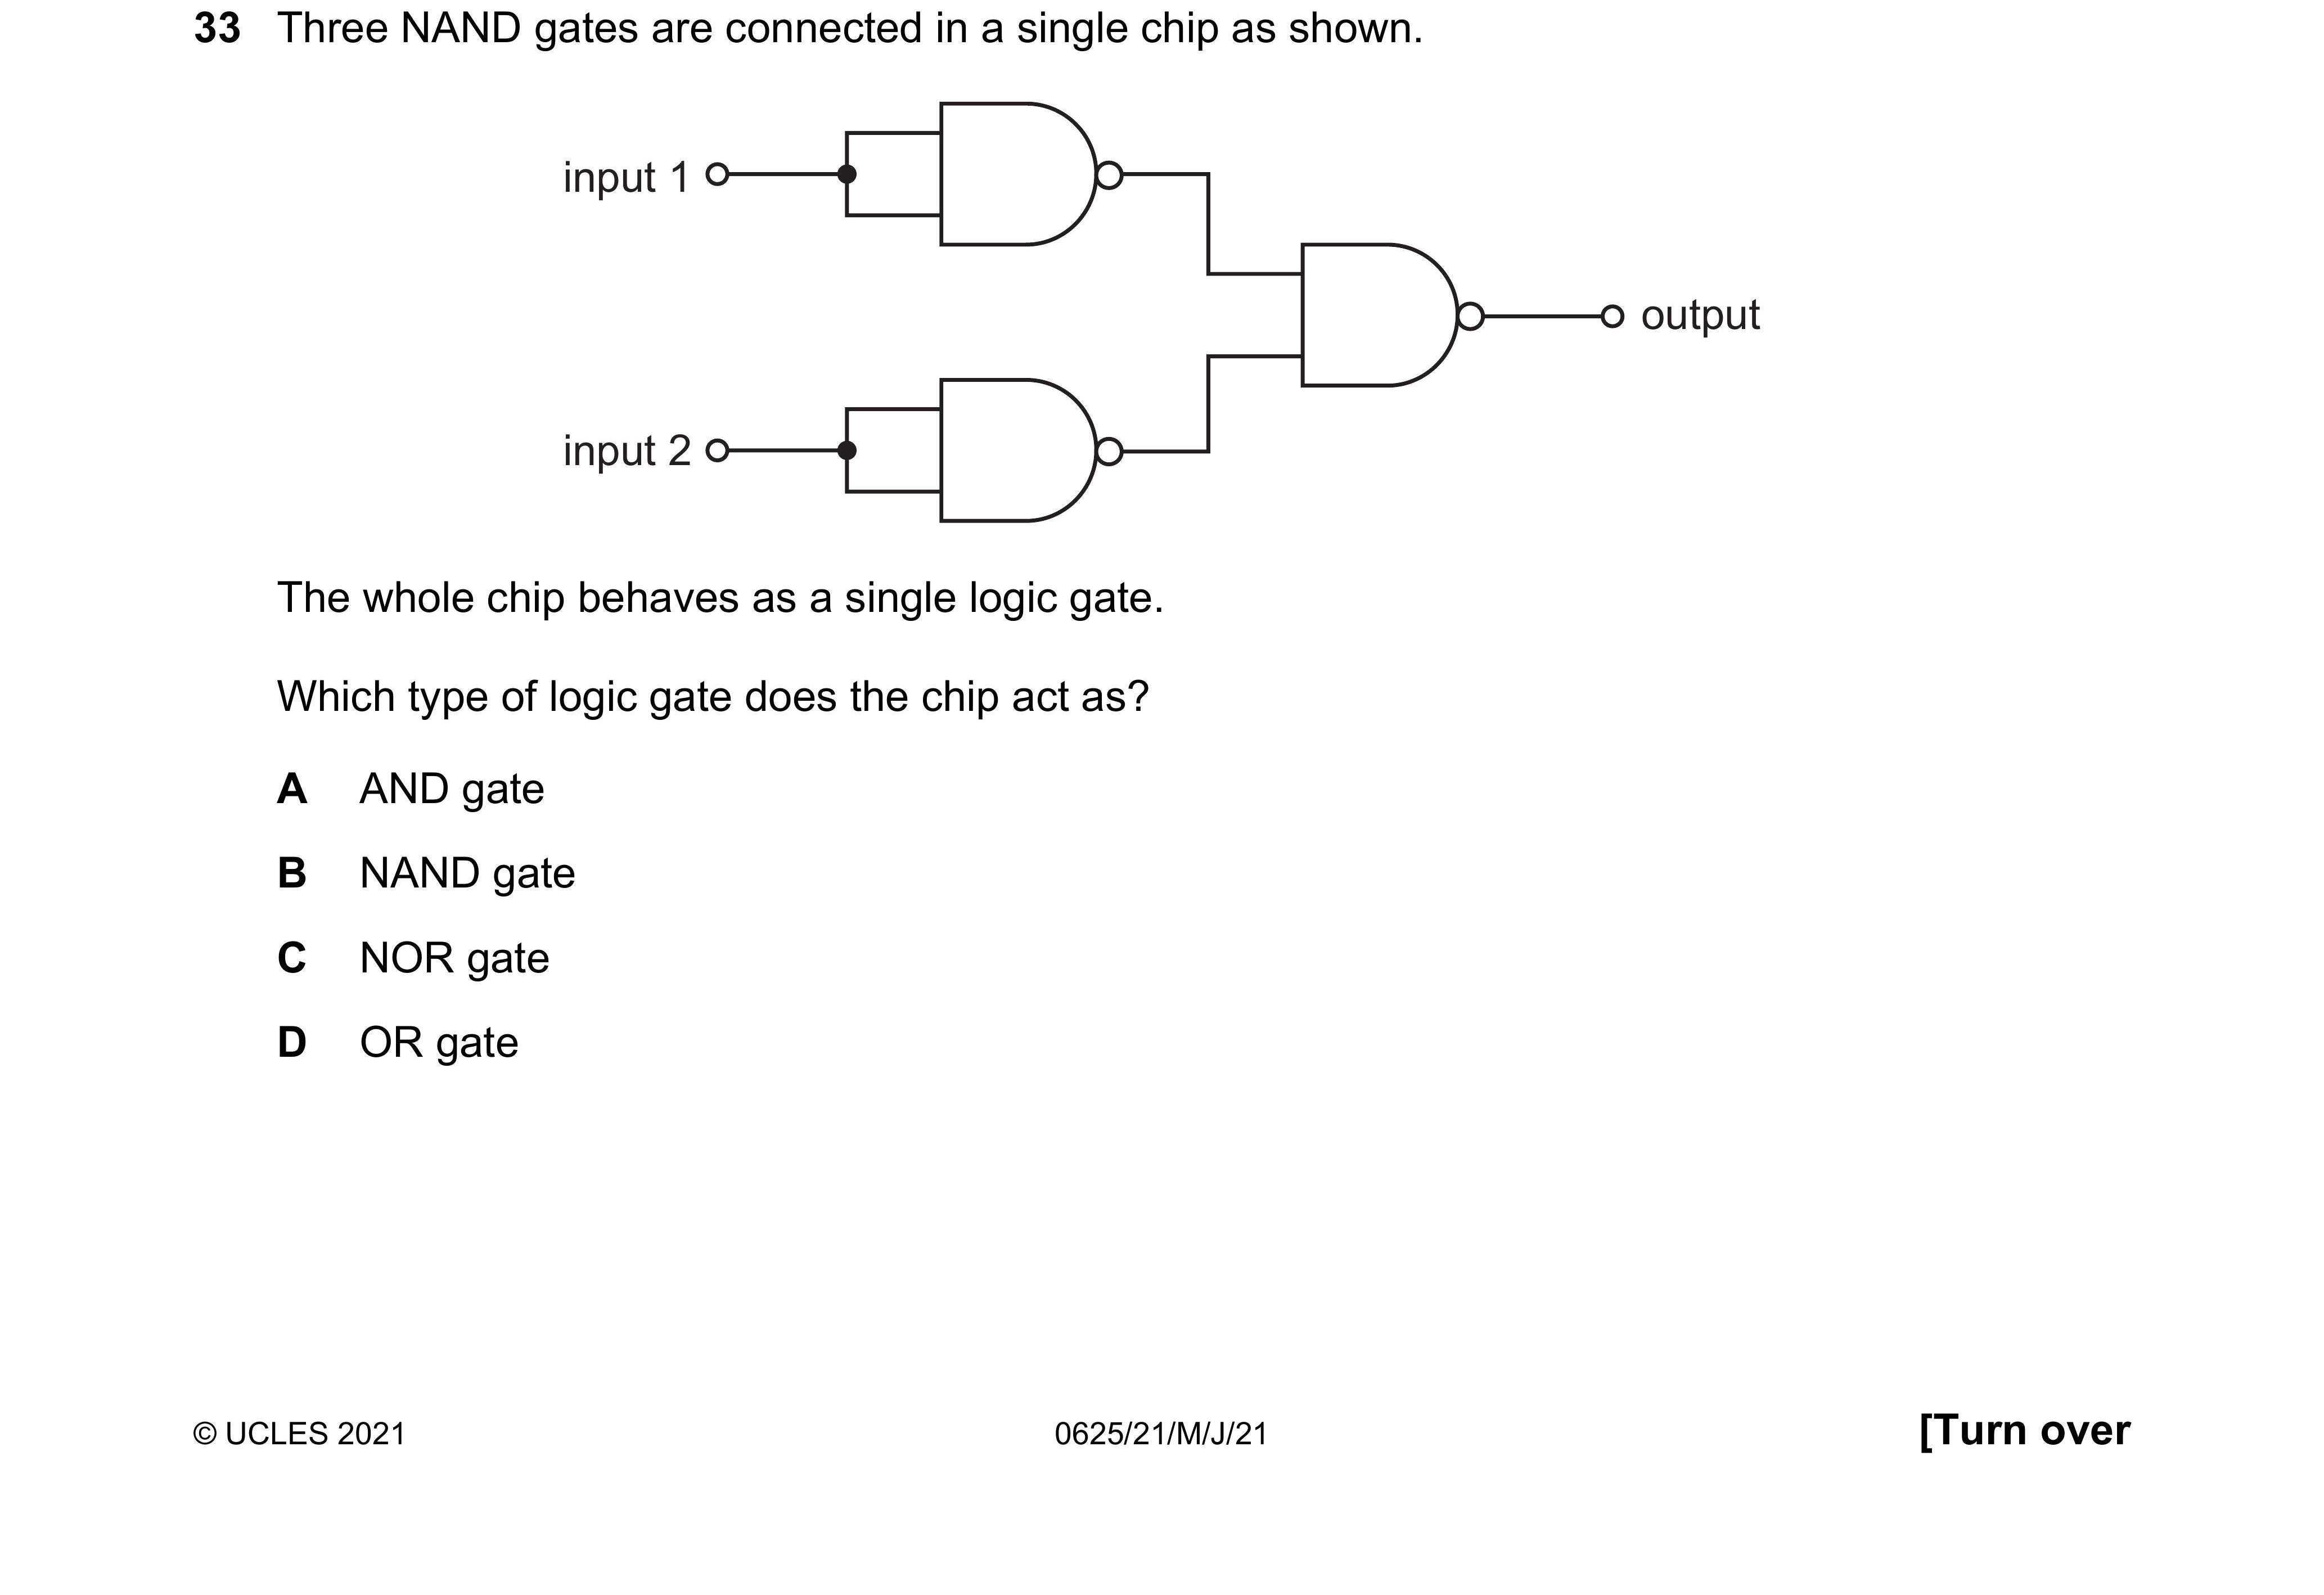 33 Three NAND gates are connected in a single chip as shown.
input 1
output
input 2
The whole chip behaves as a single logic gate.
Which type of logic gate does the chip act as?
A AND gate
B NAND gate
C NOR gate
D OR gate
© UCLES 2021 0625/21/M/J/21 [Turn over